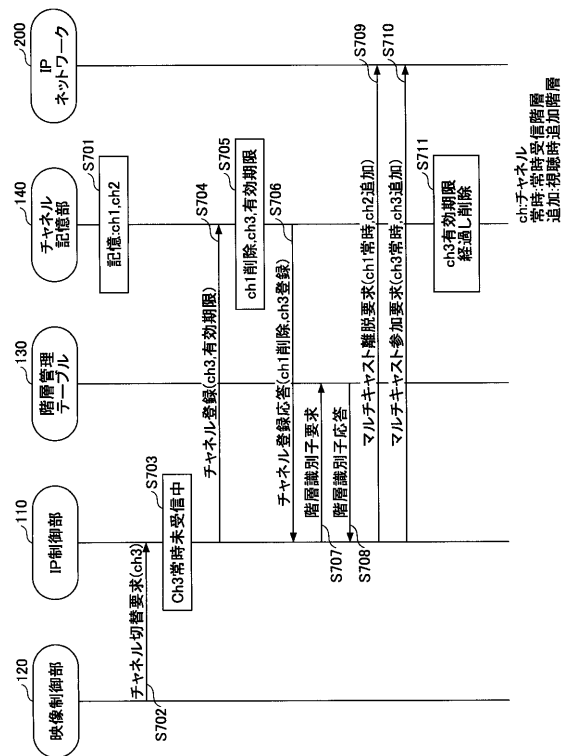 120
映像制御部
110
IP制御部
130
階層管理
テーブル
140
チャネル
記憶部
200
IP
ネットワーク
S701
記憶:ch1,ch2
チャネル切替要求(ch3)
S702
S703
Ch3常時未受信中
チャネル登録(ch3,有効期限)
S704
S705
ch1削除,ch3,有効期限
チャネル登録応答(ch1削除,ch3登録)
S706
階層識別子要求
S707
階層識別子応答
S708
マルチキャスト離脱要求(ch1常時,ch2追加)
S709
マルチキャスト参加要求(ch3常時,ch3追加)
S710
S711
ch3有効期限
経過し削除
ch:チャネル
常時:常時受信階層
追加:視聴時追加階層